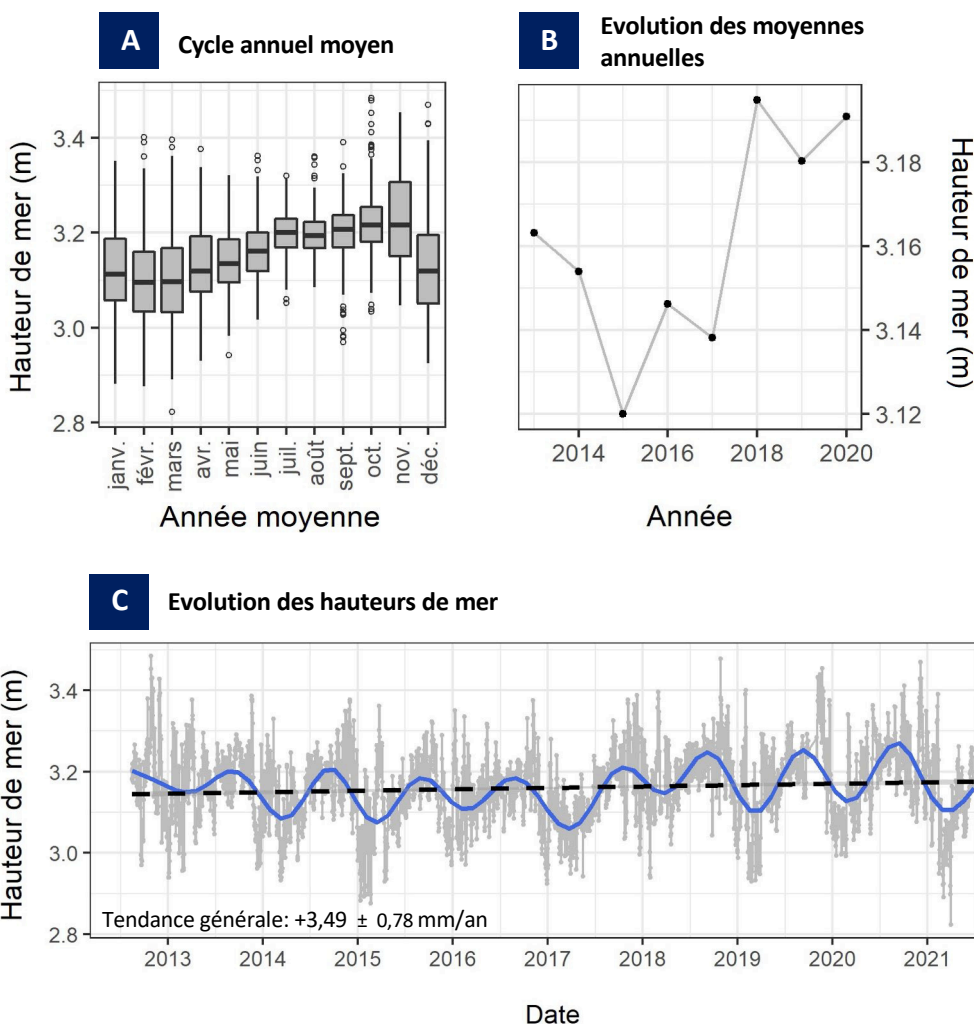 A
Cycle annuel moyen
Hauteur de mer (m)
3.4
3.2
3.0
2.8
janv.
févr.
mars
avr.
mai
juin
juil.
août
sept.
oct.
nov.
déc.
Année moyenne
B
Evolution des moyennes
annuelles
3.18
3.16
3.14
3.12
Hauteur de mer (m)
2014
2016
2018
2020
Année
C
Evolution des hauteurs de mer
Hauteur de mer (m)
3.4
3.2
3.0
2.8
Tendance générale: +3,49 ± 0,78 mm/an
2013
2014
2015
2016
2017
2018
2019
2020
2021
Date